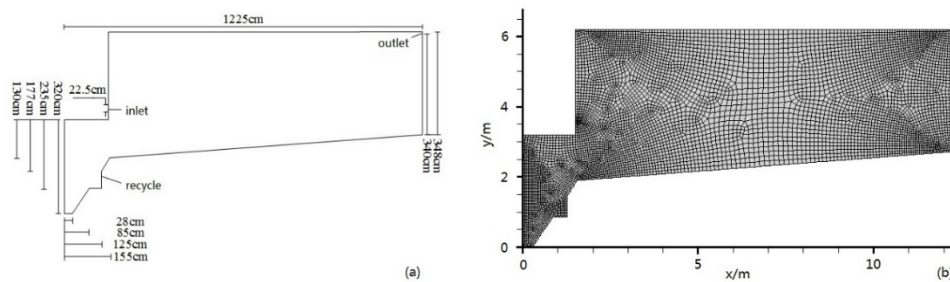 1225cm
outlet
22.5cm
inlet
130cm
177cm
235cm
320cm
340cm
348cm
recycle
28cm
85cm
125cm
155cm
(a)
6
4
2
0
y/m
0
5
10
x/m
(b)